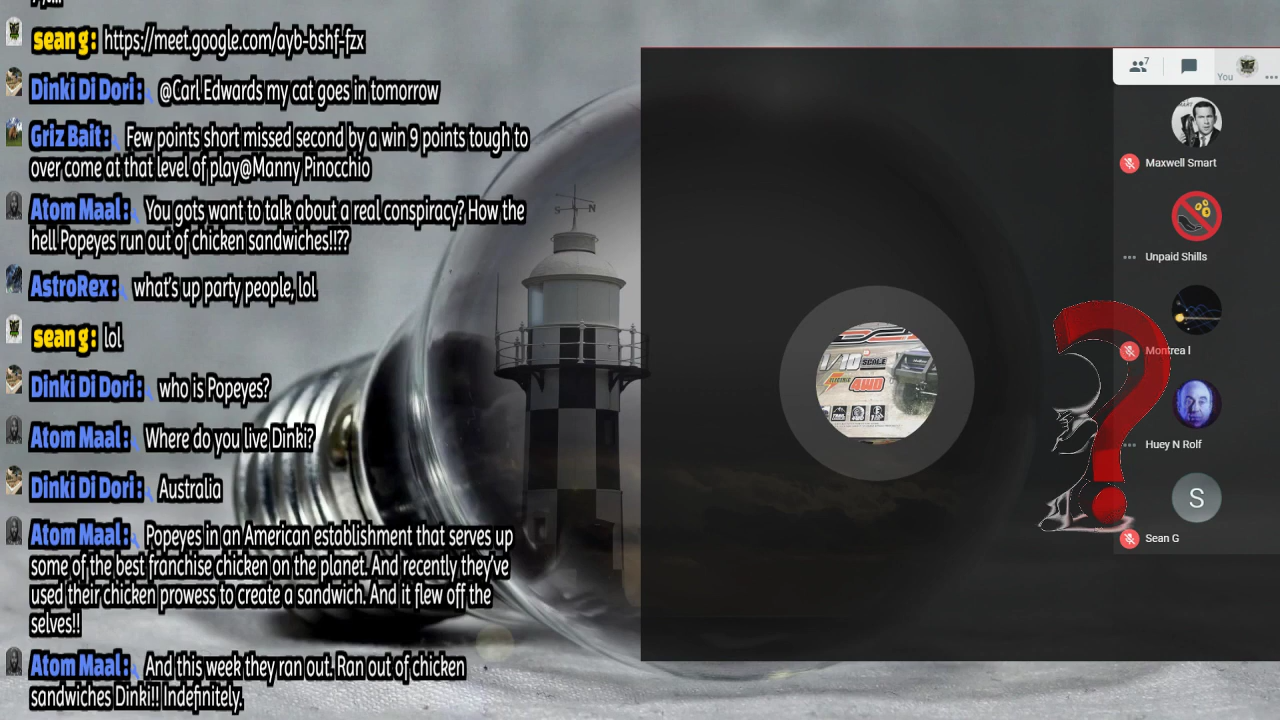 sean g: https://meet.google.com/ayb-bshf-fzx
Dinki Di Dori: @Carl Edwards my cat goes in tomorrow
Griz Bait: Few points short missed second by a win 9 points tough to
over come at that level of play@Manny Pinocchio
Atom Maal: You gots want to talk about a real conspiracy? How the
hell Popeyes run out of chicken sandwiches!!??
AstroRex: what's up party people, lol
sean g: lol
Dinki Di Dori: who is Popeyes?
Atom Maal: Where do you live Dinki?
Dinki Di Dori: Australia
Atom Maal: Popeyes in an American establishment that serves up
some of the best franchise chicken on the planet. And recently they've
used their chicken prowess to create a sandwich. And it flew off the
selves!!
Atom Maal: And this week they ran out. Ran out of chicken
sandwiches Dinki!! Indefinitely.
S N
1/10 SCALE
4WD
7
You
Maxwell Smart
Unpaid Shills
Montrea l
Huey N Rolf
S
Sean G
?